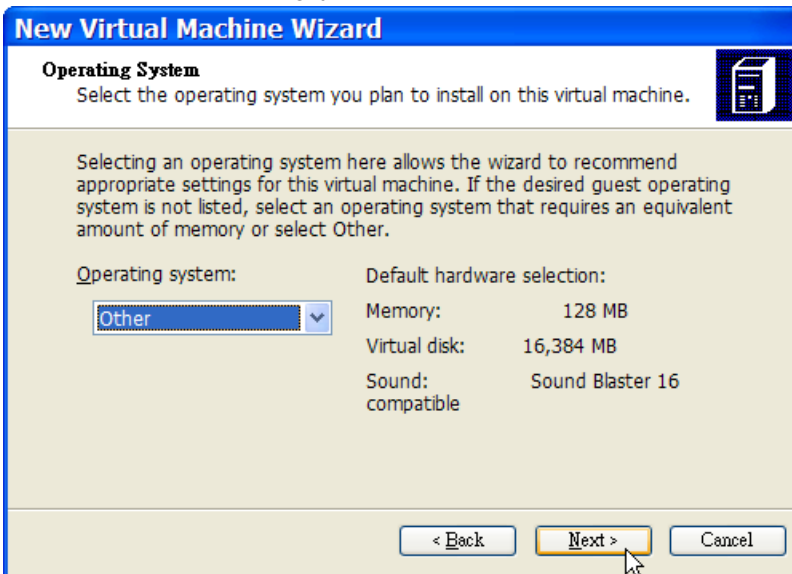 New Virtual Machine Wizard
Operating System
Select the operating system you plan to install on this virtual machine.
Selecting an operating system here allows the wizard to recommend
appropriate settings for this virtual machine. If the desired guest operating
system is not listed, select an operating system that requires an equivalent
amount of memory or select Other.
Operating system:
Other
Default hardware selection:
Memory: 128 MB
Virtual disk: 16,384 MB
Sound: Sound Blaster 16
compatible
< Back Next > Cancel